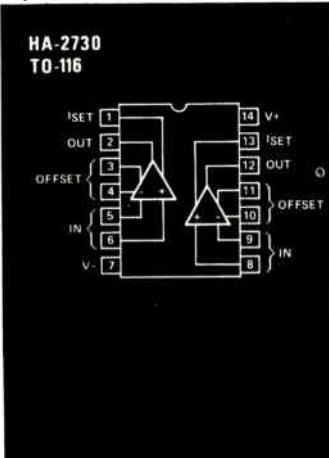 HA-2730
TO-116
ISET 1
OUT 2
OFFSET
3
4
IN
5
6
V- 7
- +
+ -
14 V+
13 ISET
12 OUT
11
10
OFFSET
9
8
IN